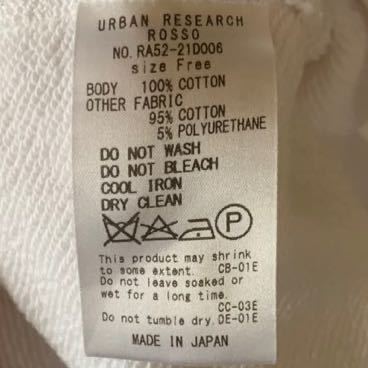 URBAN RESEARCH
ROSSO
NO. RA52-21D006
size Free
BODY 100% COTTON
OTHER FABRIC
95% COTTON
5% POLYURETHANE
DO NOT WASH
DO NOT BLEACH
COOL IRON
DRY CLEAN
P
This product may shrink
to some extent. CB-01E
Do not leave soaked or
wet for a long time.
CC-03E
Do not tumble dry. DE-01E
MADE IN JAPAN